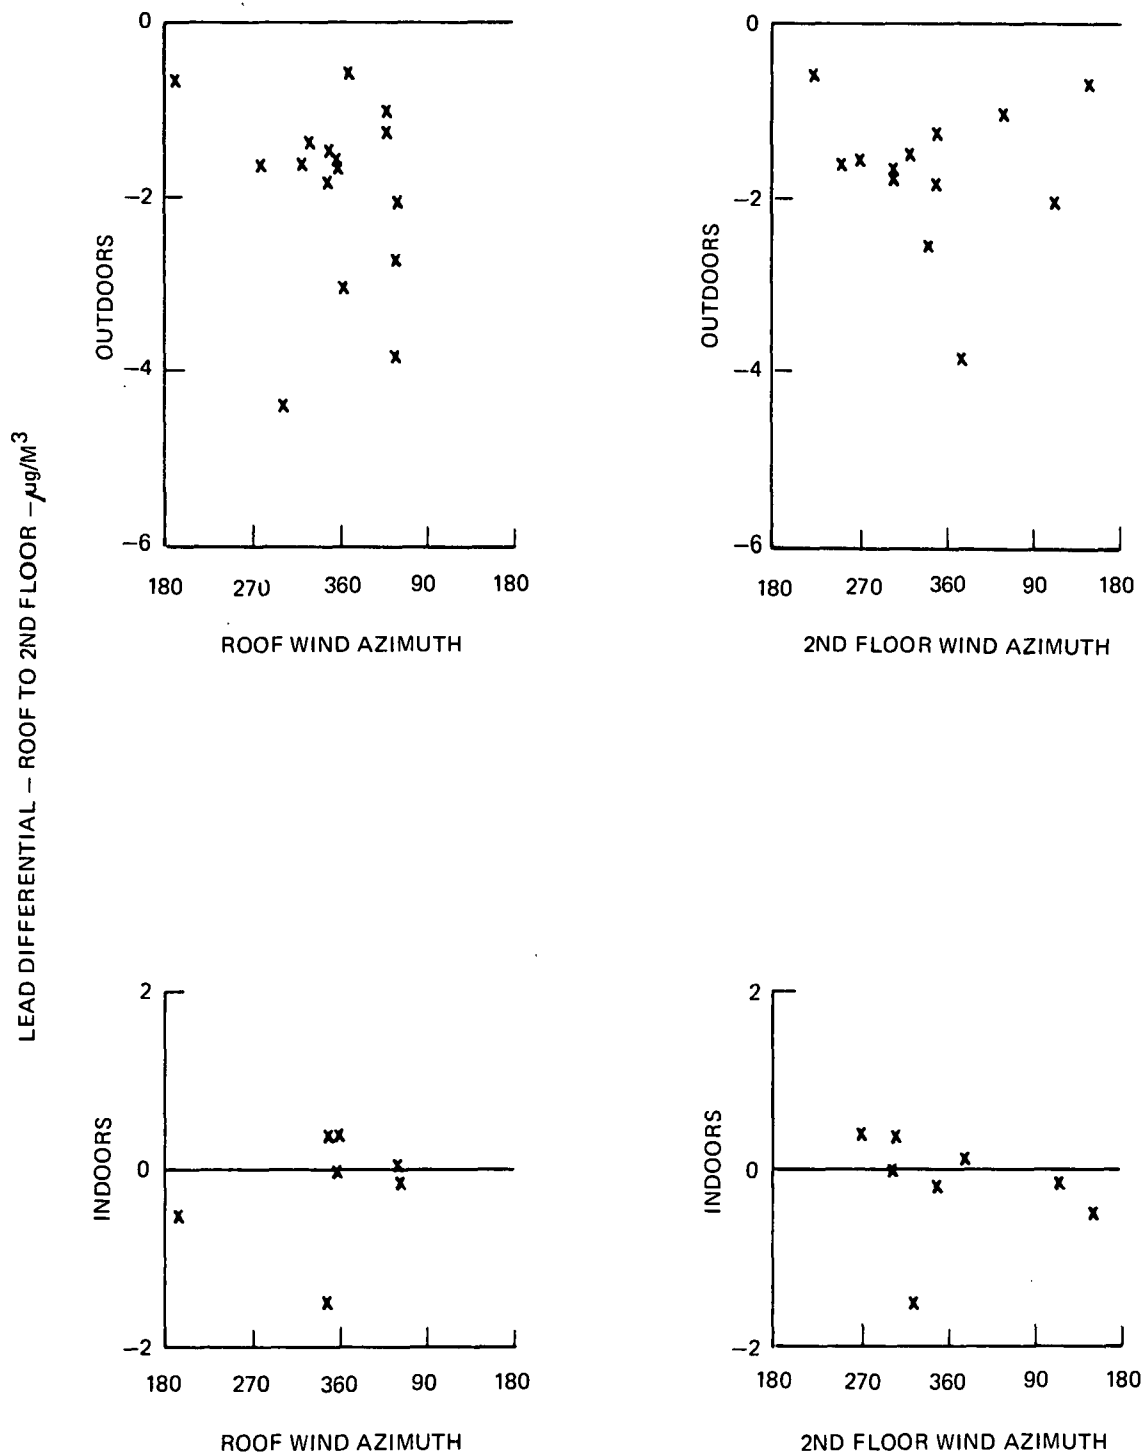 LEAD DIFFERENTIAL – ROOF TO 2ND FLOOR – µg/M³
0
–2
–4
–6
OUTDOORS
180 270 360 90 180
ROOF WIND AZIMUTH
0
–2
–4
–6
OUTDOORS
180 270 360 90 180
2ND FLOOR WIND AZIMUTH
2
0
–2
INDOORS
180 270 360 90 180
ROOF WIND AZIMUTH
2
0
–2
INDOORS
180 270 360 90 180
2ND FLOOR WIND AZIMUTH